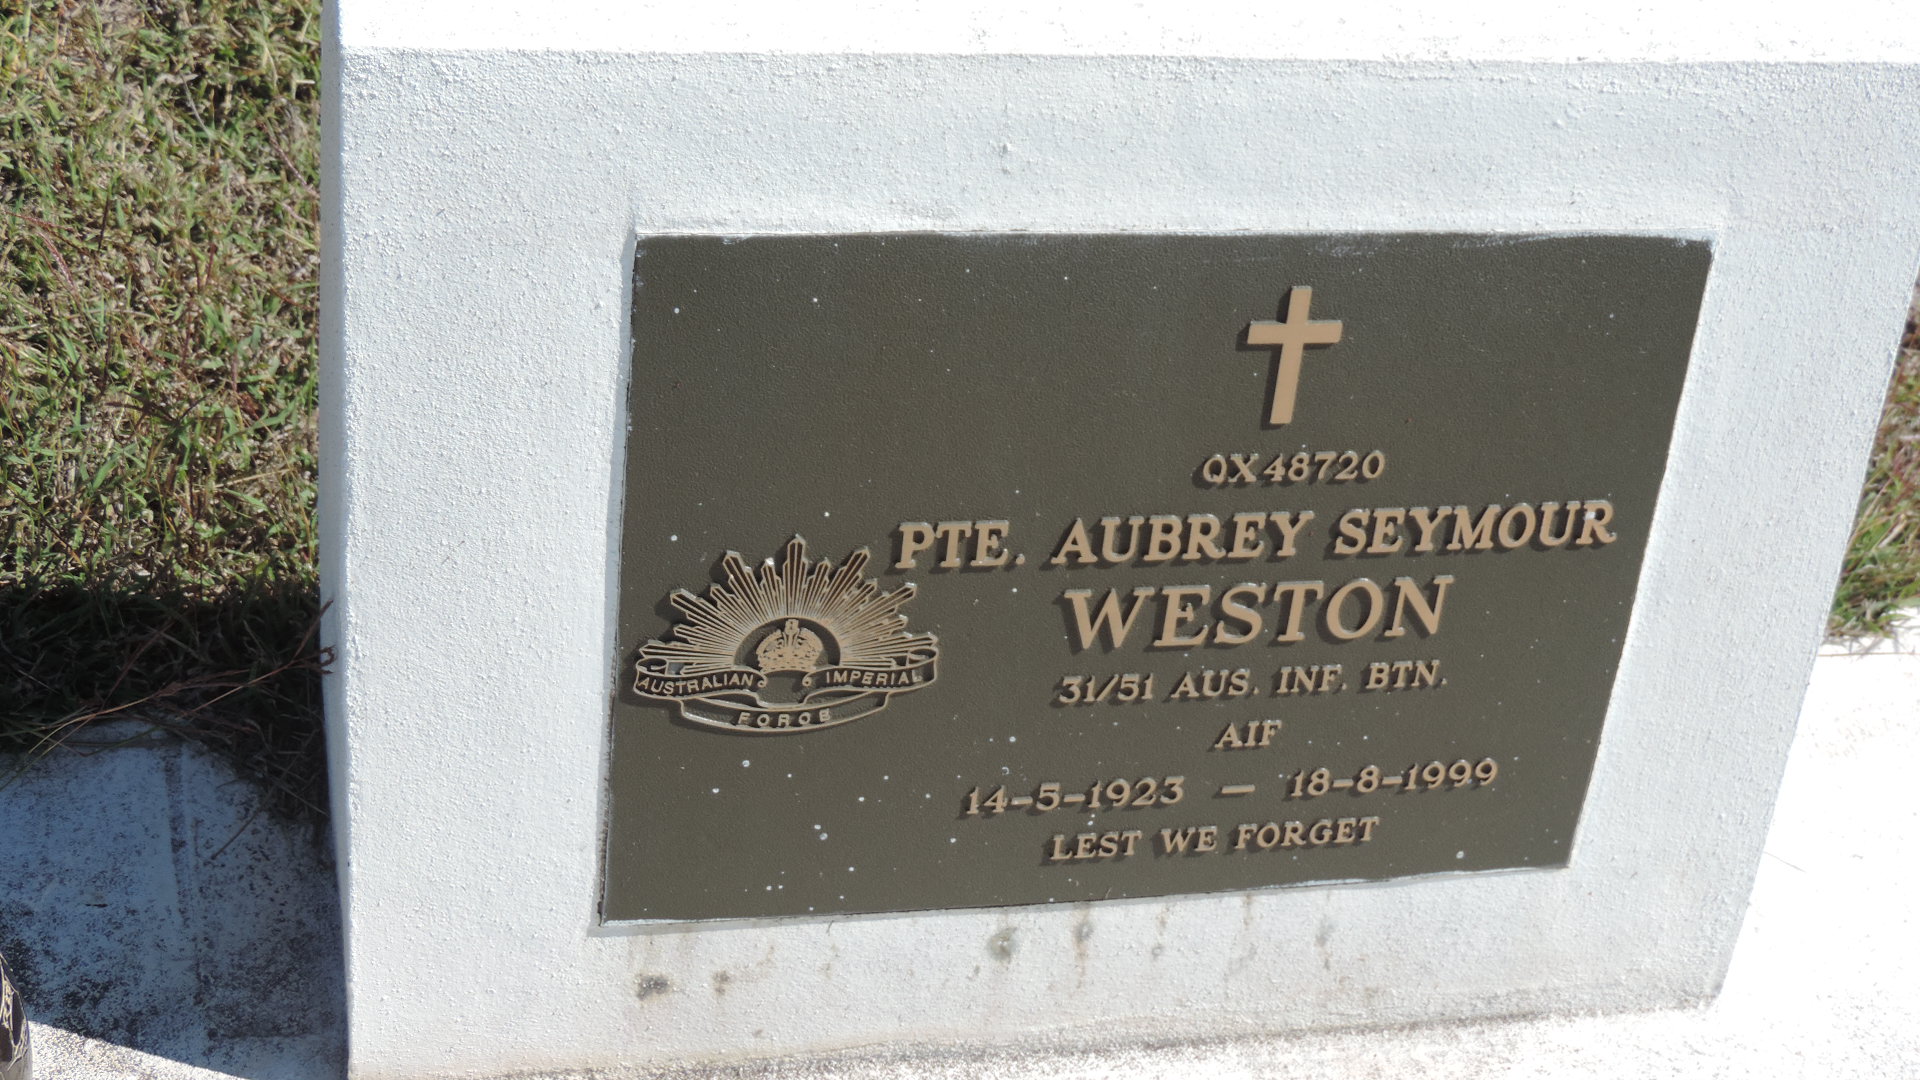 QX48720
PTE. AUBREY SEYMOUR
WESTON
AUSTRALIAN IMPERIAL
FORCE
31/51 AUS. INF. BTN.
AIF
14-5-1923 — 18-8-1999
LEST WE FORGET